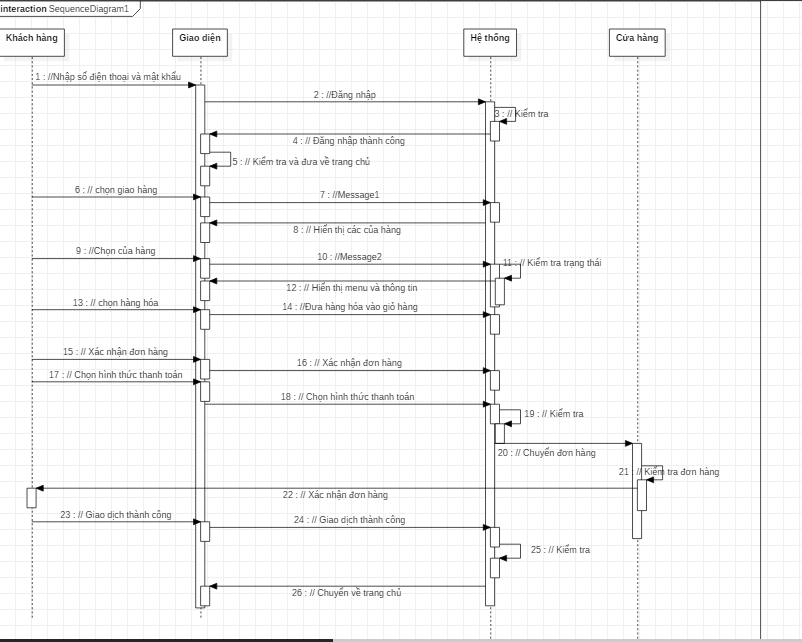 interaction SequenceDiagram1
Khách hàng
Giao diện
Hệ thống
Cửa hàng
1 : //Nhập số điện thoại và mật khẩu
2 : //Đăng nhập
3 : // Kiểm tra
4 : // Đăng nhập thành công
5 : // Kiểm tra và đưa về trang chủ
6 : // chọn giao hàng
7 : //Message1
8 : // Hiển thị các của hàng
9 : //Chọn của hàng
10 : //Message2
11 : // Kiểm tra trạng thái
12 : // Hiển thị menu và thông tin
13 : // chọn hàng hóa
14 : //Đưa hàng hóa vào giỏ hàng
15 : // Xác nhận đơn hàng
16 : // Xác nhận đơn hàng
17 : // Chọn hình thức thanh toán
18 : // Chọn hình thức thanh toán
19 : // Kiểm tra
20 : // Chuyển đơn hàng
21 : // Kiểm tra đơn hàng
22 : // Xác nhận đơn hàng
23 : // Giao dịch thành công
24 : // Giao dịch thành công
25 : // Kiểm tra
26 : // Chuyển về trang chủ